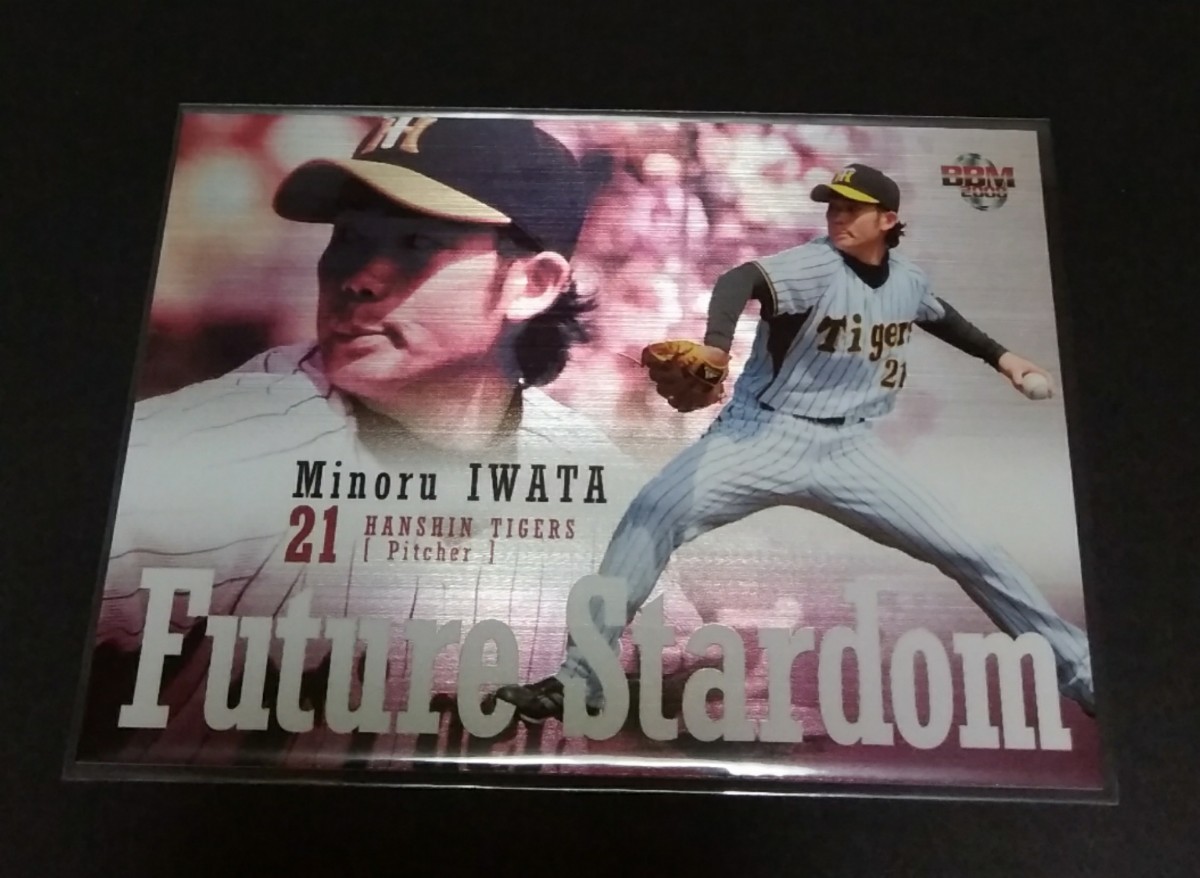 BBM
Tigers
21
Minoru IWATA
21
HANSHIN TIGERS
[ Pitcher ]
Future Stardom